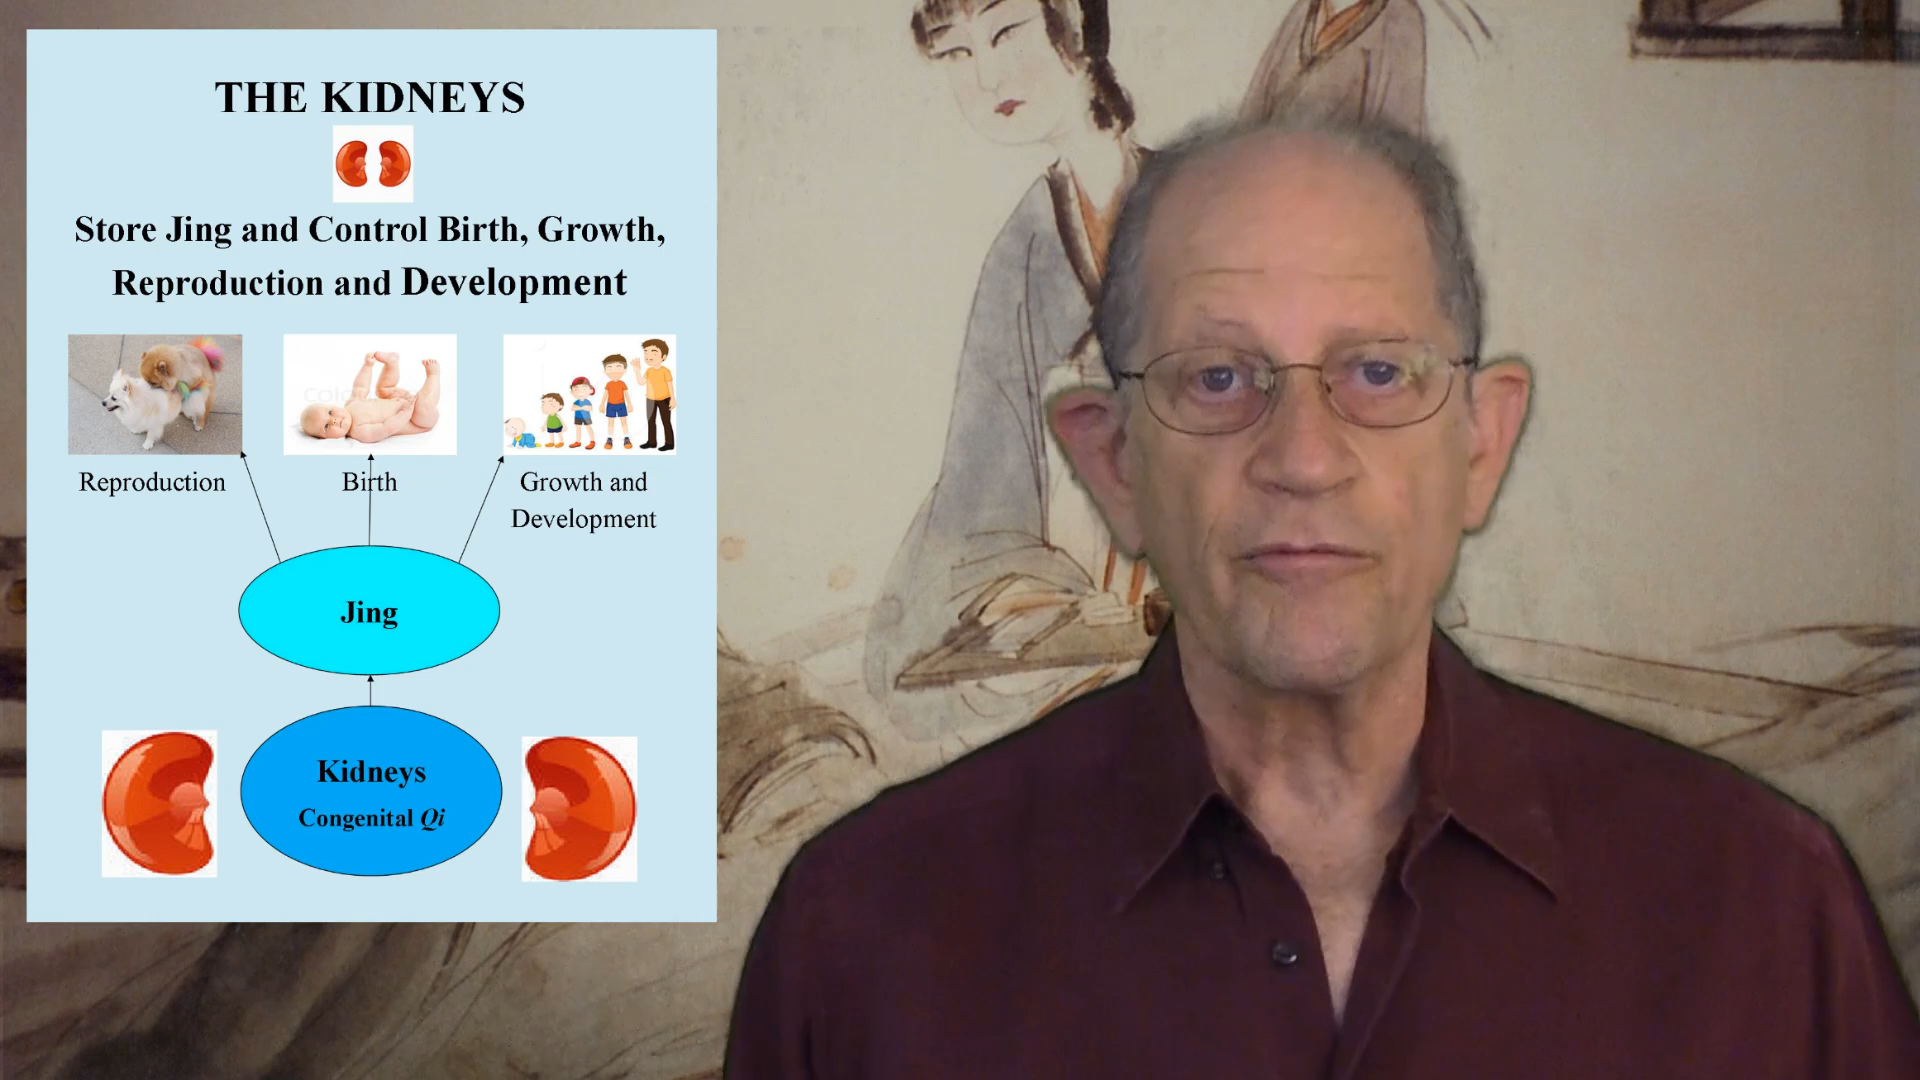 THE KIDNEYS
Store Jing and Control Birth, Growth,
Reproduction and Development
Reproduction
Birth
Growth and
Development
Jing
Kidneys
Congenital Qi